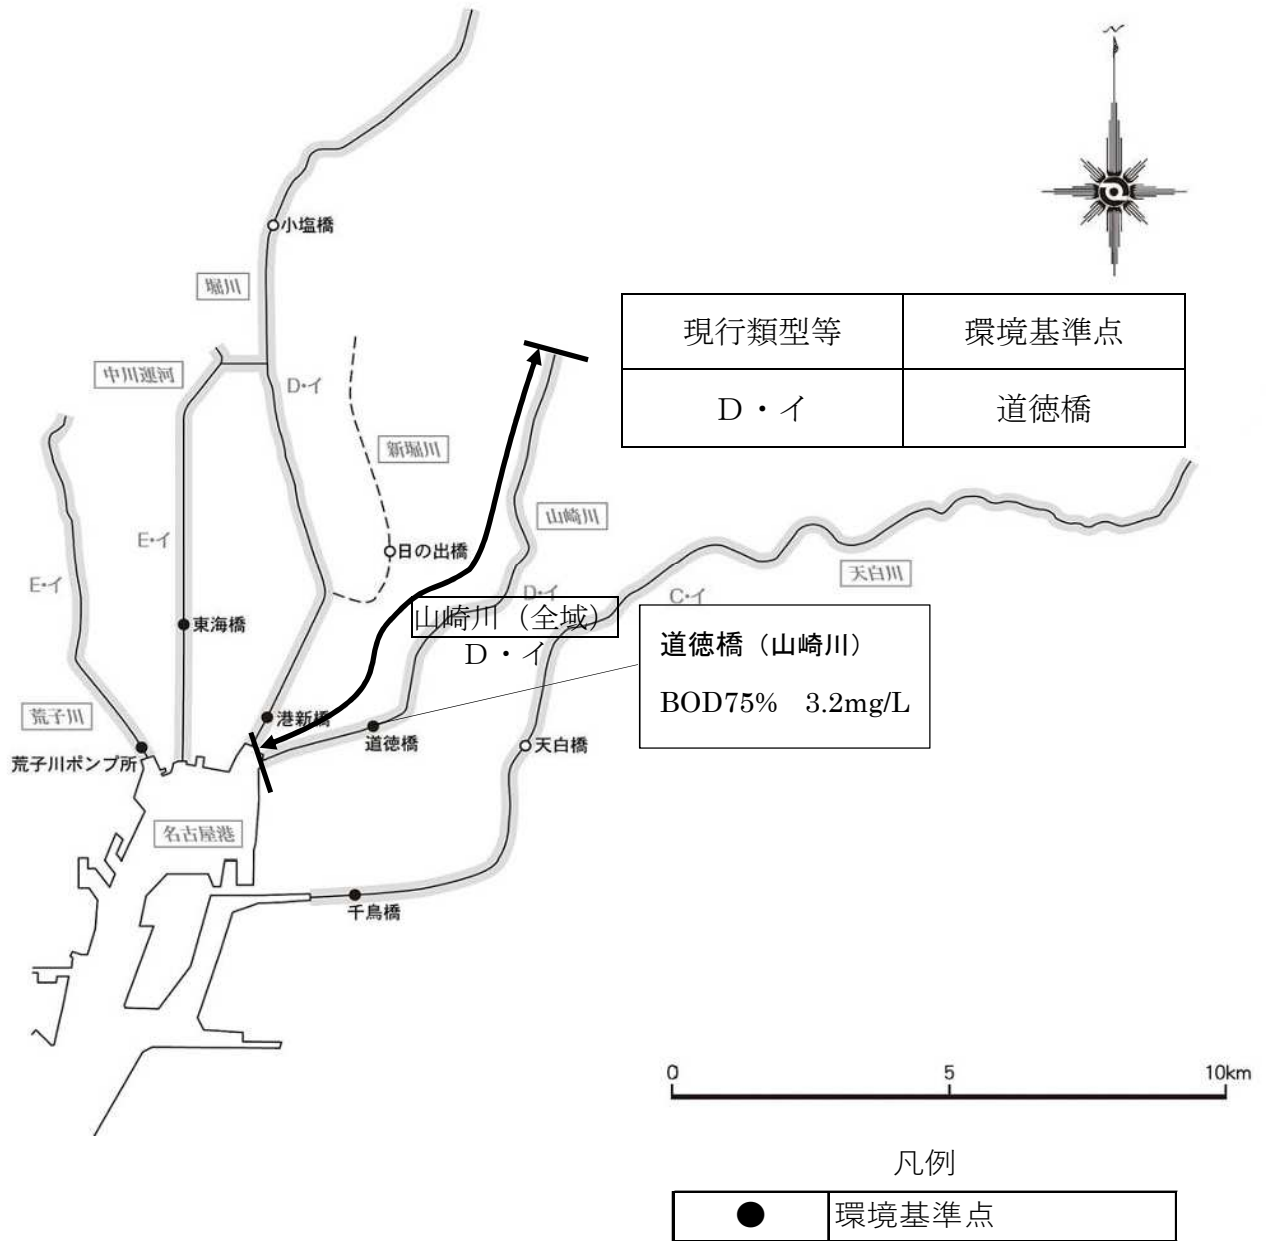 N
小塩橋
堀川
現行類型等
環境基準点
D・イ
道徳橋
中川運河
D・イ
新堀川
山崎川
E・イ
日の出橋
天白川
E・イ
D・イ
C・イ
山崎川（全域）
D・イ
東海橋
道徳橋（山崎川）
BOD75% 3.2mg/L
荒子川
港新橋
道徳橋
天白橋
荒子川ポンプ所
名古屋港
千鳥橋
0
5
10km
凡例
● 環境基準点